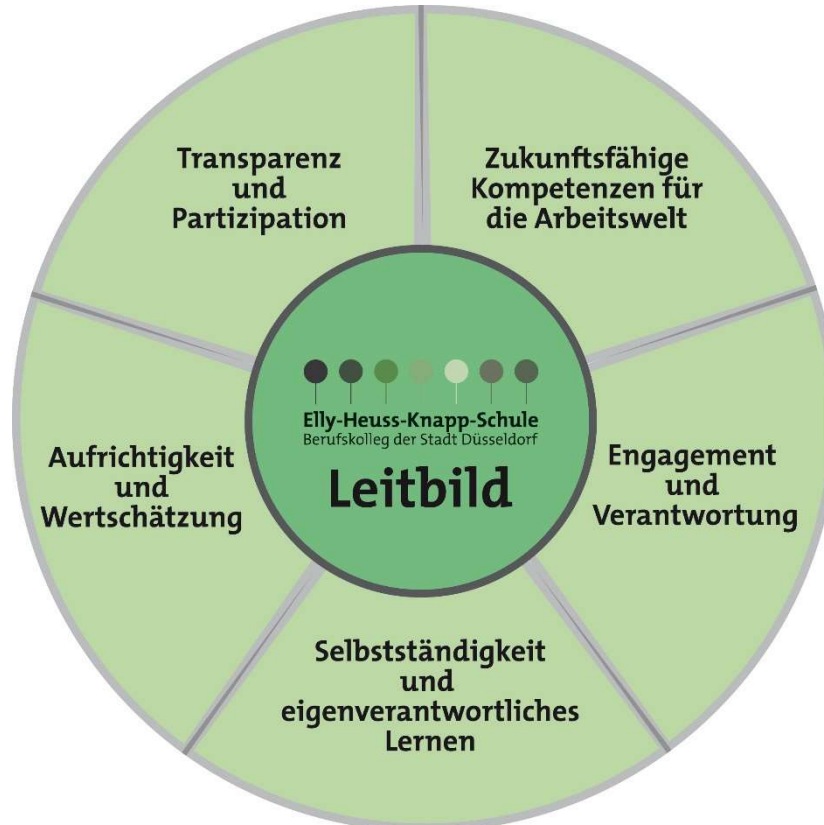 Transparenz
und
Partizipation
Zukunftsfähige
Kompetenzen für
die Arbeitswelt
Elly-Heuss-Knapp-Schule
Berufskolleg der Stadt Düsseldorf
Leitbild
Aufrichtigkeit
und
Wertschätzung
Engagement
und
Verantwortung
Selbstständigkeit
und
eigenverantwortliches
Lernen